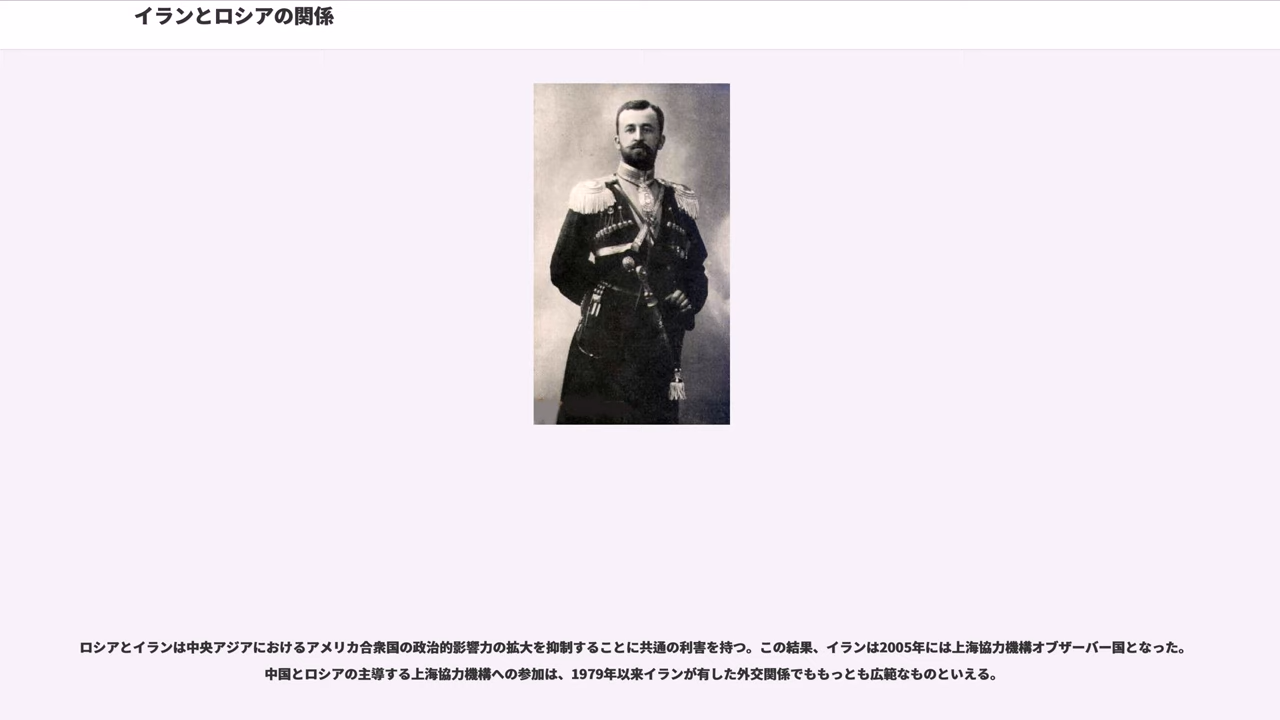 イランとロシアの関係
ロシアとイランは中央アジアにおけるアメリカ合衆国の政治的影響力の拡大を抑制することに共通の利害を持つ。この結果、イランは2005年には上海協力機構オブザーバー国となった。
中国とロシアの主導する上海協力機構への参加は、1979年以来イランが有した外交関係でももっとも広範なものといえる。